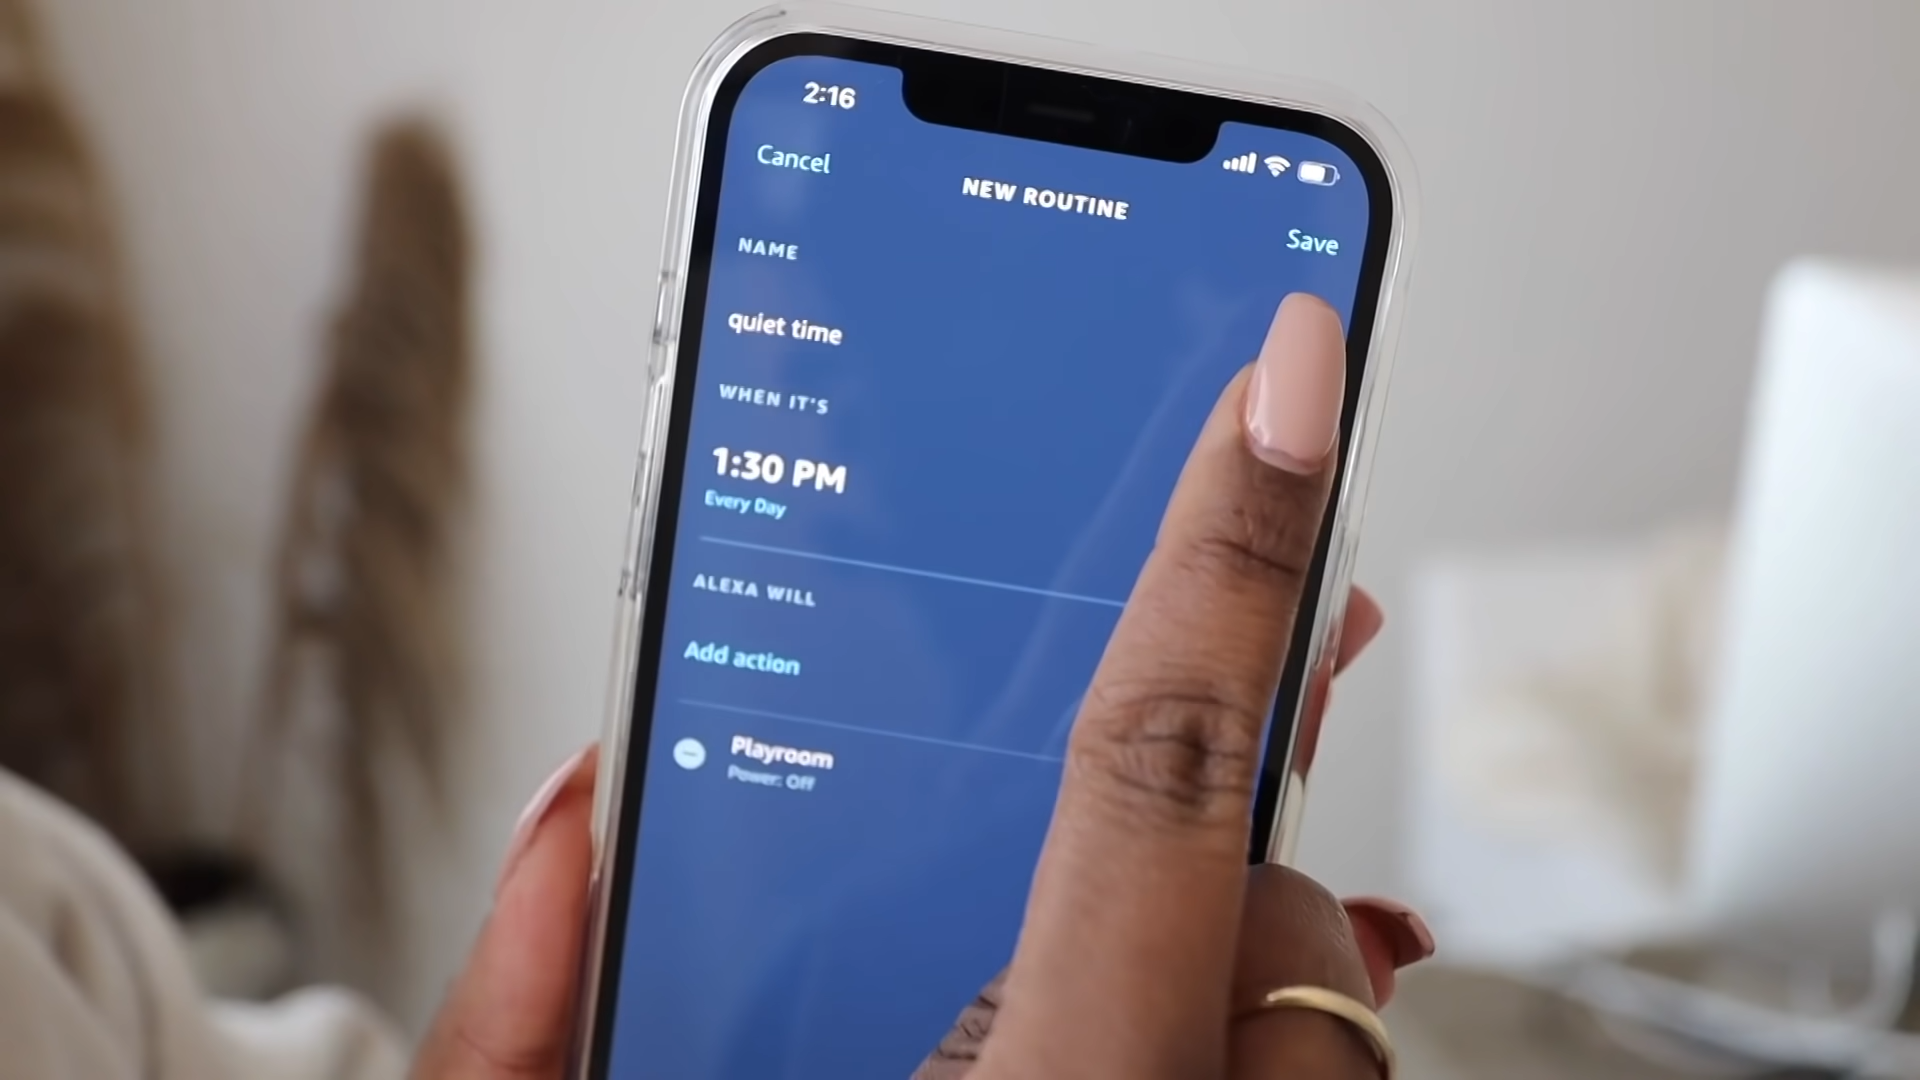 2:16
Cancel
NEW ROUTINE
Save
NAME
quiet time
WHEN IT'S
1:30 PM
Every Day
ALEXA WILL
Add action
Playroom
Power: Off